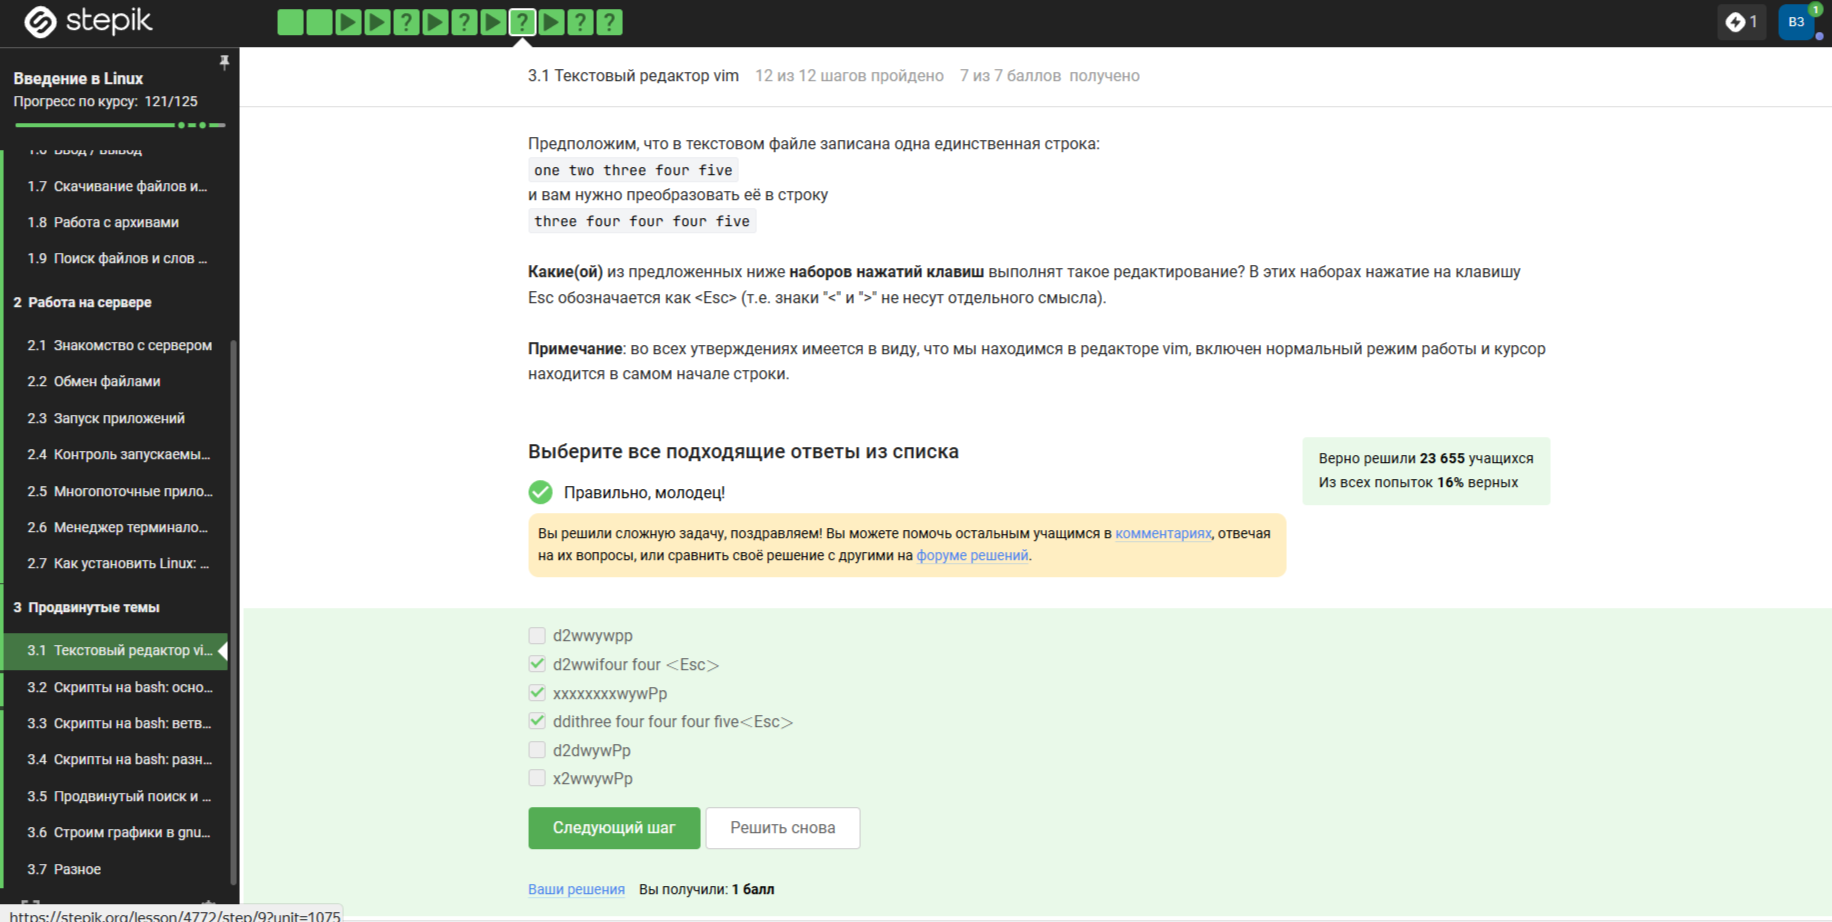 stepik
? ? ? ? ?
1
ВЗ
1
Введение в Linux
Прогресс по курсу: 121/125
3.1 Текстовый редактор vim 12 из 12 шагов пройдено 7 из 7 баллов получено
1.6 Ввод / вывод
1.7 Скачивание файлов и...
1.8 Работа с архивами
1.9 Поиск файлов и слов ...
2 Работа на сервере
2.1 Знакомство с сервером
2.2 Обмен файлами
2.3 Запуск приложений
2.4 Контроль запускаемы...
2.5 Многопоточные прило...
2.6 Менеджер терминало...
2.7 Как установить Linux: ...
3 Продвинутые темы
3.1 Текстовый редактор vi...
3.2 Скрипты на bash: осно...
3.3 Скрипты на bash: ветв...
3.4 Скрипты на bash: разн...
3.5 Продвинутый поиск и ...
3.6 Строим графики в gnu...
3.7 Разное
Предположим, что в текстовом файле записана одна единственная строка:
one two three four five
и вам нужно преобразовать её в строку
three four four four five
Какие(ой) из предложенных ниже наборов нажатий клавиш выполнят такое редактирование? В этих наборах нажатие на клавишу
Esc обозначается как <Esc> (т.е. знаки "<" и ">" не несут отдельного смысла).
Примечание: во всех утверждениях имеется в виду, что мы находимся в редакторе vim, включен нормальный режим работы и курсор
находится в самом начале строки.
Выберите все подходящие ответы из списка
Правильно, молодец!
Верно решили 23 655 учащихся
Из всех попыток 16% верных
Вы решили сложную задачу, поздравляем! Вы можете помочь остальным учащимся в комментариях, отвечая
на их вопросы, или сравнить своё решение с другими на форуме решений.
d2wwywpp
d2wwifour four <Esc>
xxxxxxxxwywPp
ddithree four four four five<Esc>
d2dwywPp
x2wwywPp
Следующий шаг Решить снова
Ваши решения Вы получили: 1 балл
https://stepik.org/lesson/4772/step/9?unit=1075